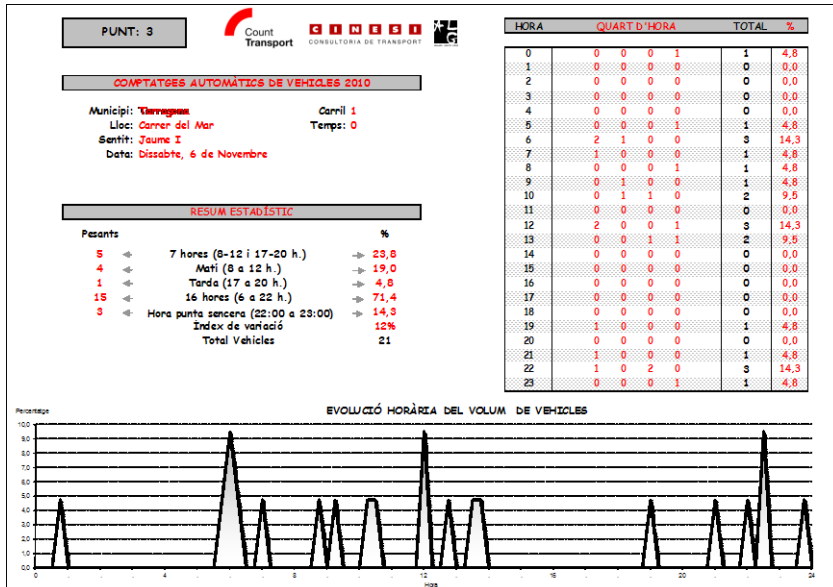 PUNT: 3
Count
Transport
CINESI
CONSULTORIA DE TRANSPORT
COMPTATGES AUTOMÀTICS DE VEHICLES 2010
Municipi: Carril 1
Lloc: Carrer del Mar Temps: 0
Sentit: Jaume I
Data: Dissabte, 6 de Novembre
RESUM ESTADÍSTIC
Pesants %
5 7 hores (8-12 i 17-20 h.) 23,8
4 Matí (8 a 12 h.) 19,0
1 Tarda (17 a 20 h.) 4,8
15 16 hores (6 a 22 h.) 71,4
3 Hora punta sencera (22:00 a 23:00) 14,3
Índex de variació 12%
Total Vehicles 21
HORA QUART D'HORA TOTAL %
0 0 0 0 1 1 4,8
1 0 0 0 0 0 0,0
2 0 0 0 0 0 0,0
3 0 0 0 0 0 0,0
4 0 0 0 0 0 0,0
5 0 0 0 1 1 4,8
6 2 1 0 0 3 14,3
7 1 0 0 0 1 4,8
8 0 0 0 1 1 4,8
9 0 1 0 0 1 4,8
10 0 1 1 0 2 9,5
11 0 0 0 0 0 0,0
12 2 0 0 1 3 14,3
13 0 0 1 1 2 9,5
14 0 0 0 0 0 0,0
15 0 0 0 0 0 0,0
16 0 0 0 0 0 0,0
17 0 0 0 0 0 0,0
18 0 0 0 0 0 0,0
19 1 0 0 0 1 4,8
20 0 0 0 0 0 0,0
21 1 0 0 0 1 4,8
22 1 0 2 0 3 14,3
23 0 0 0 1 1 4,8
Percentatge
EVOLUCIÓ HORÀRIA DEL VOLUM DE VEHICLES
10,0
9,0
8,0
7,0
6,0
5,0
4,0
3,0
2,0
1,0
0,0
0 4 8 12 16 20 24
Hora